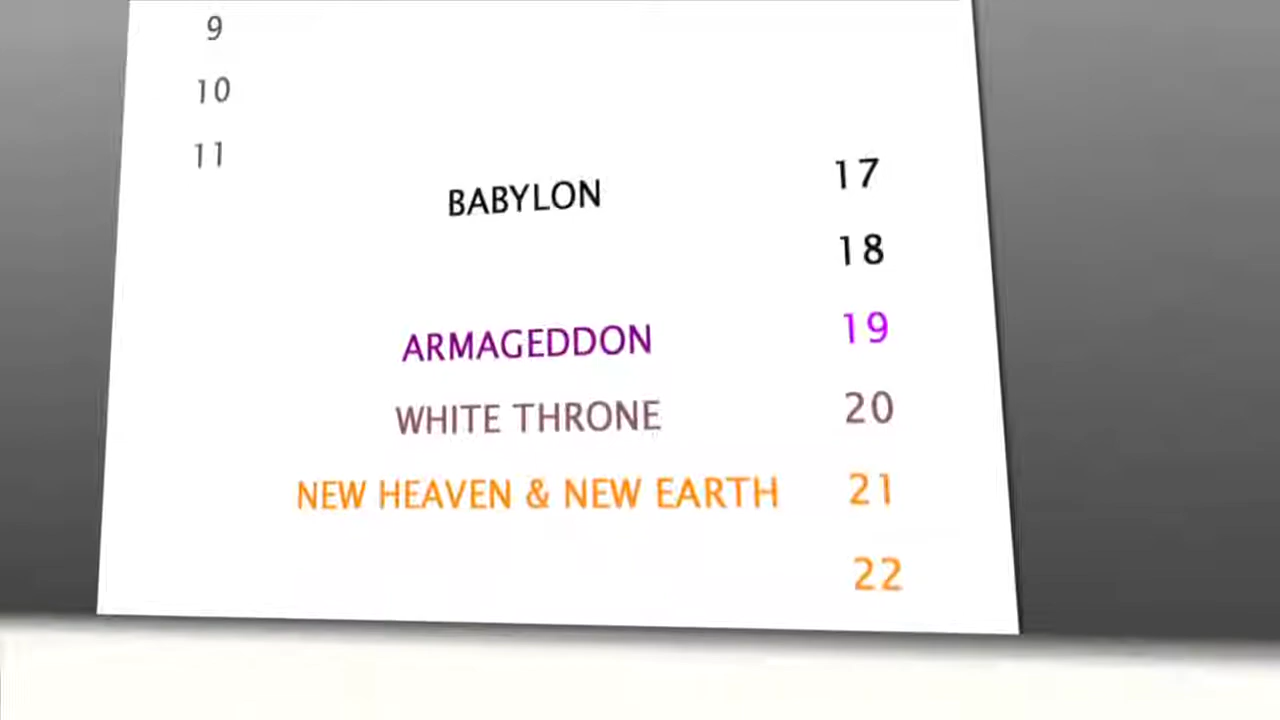 9
10
11
BABYLON 17
18
ARMAGEDDON 19
WHITE THRONE 20
NEW HEAVEN & NEW EARTH 21
22